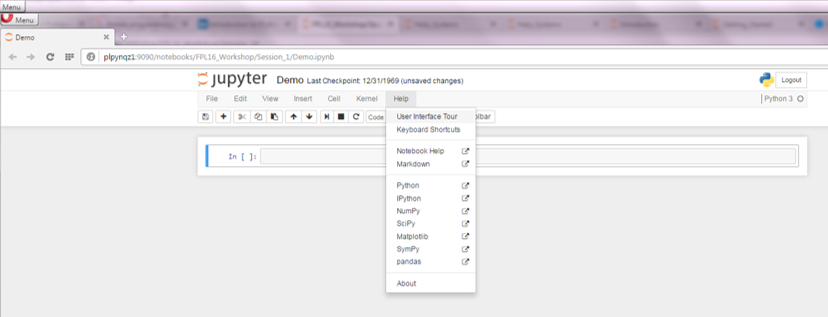 Menu
Menu
Demo
plpynqz1:9090/notebooks/FPL16_Workshop/Session_1/Demo.ipynb
jupyter Demo Last Checkpoint: 12/31/1969 (unsaved changes)
Logout
File Edit View Insert Cell Kernel Help
Python 3
Code
lbar
User Interface Tour
Keyboard Shortcuts
Notebook Help
Markdown
Python
IPython
NumPy
SciPy
Matplotlib
SymPy
pandas
About
In [ ]: